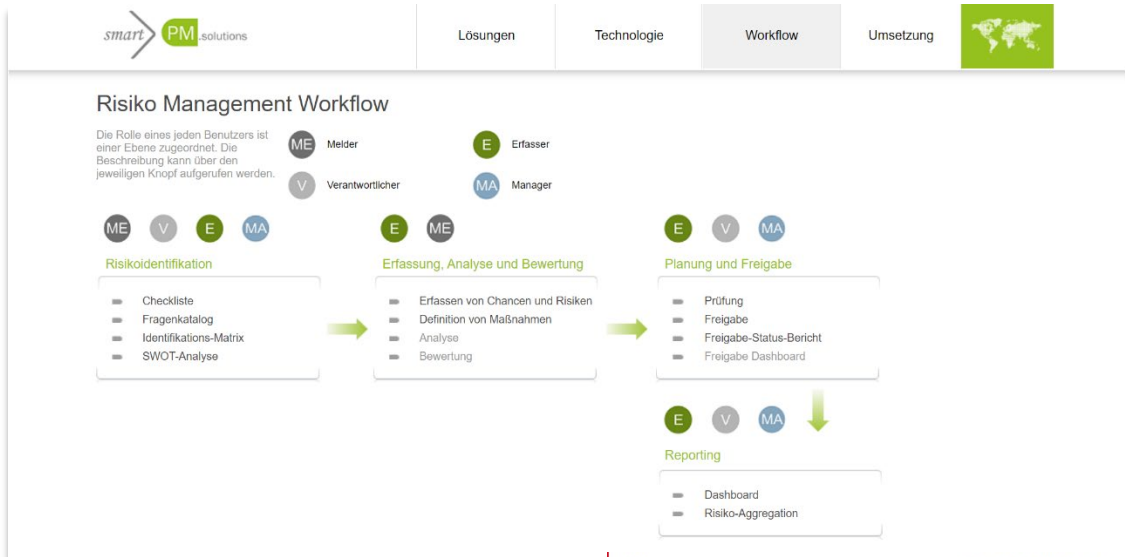 smart PM .solutions
Lösungen
Technologie
Workflow
Umsetzung
Risiko Management Workflow
Die Rolle eines jeden Benutzers ist
einer Ebene zugeordnet. Die
Beschreibung kann über den
jeweiligen Knopf aufgerufen werden.
ME Melder
E Erfasser
V Verantwortlicher
MA Manager
ME V E MA
Risikoidentifikation
Checkliste
Fragenkatalog
Identifikations-Matrix
SWOT-Analyse
E ME
Erfassung, Analyse und Bewertung
Erfassen von Chancen und Risiken
Definition von Maßnahmen
Analyse
Bewertung
E V MA
Planung und Freigabe
Prüfung
Freigabe
Freigabe-Status-Bericht
Freigabe Dashboard
E V MA
Reporting
Dashboard
Risiko-Aggregation